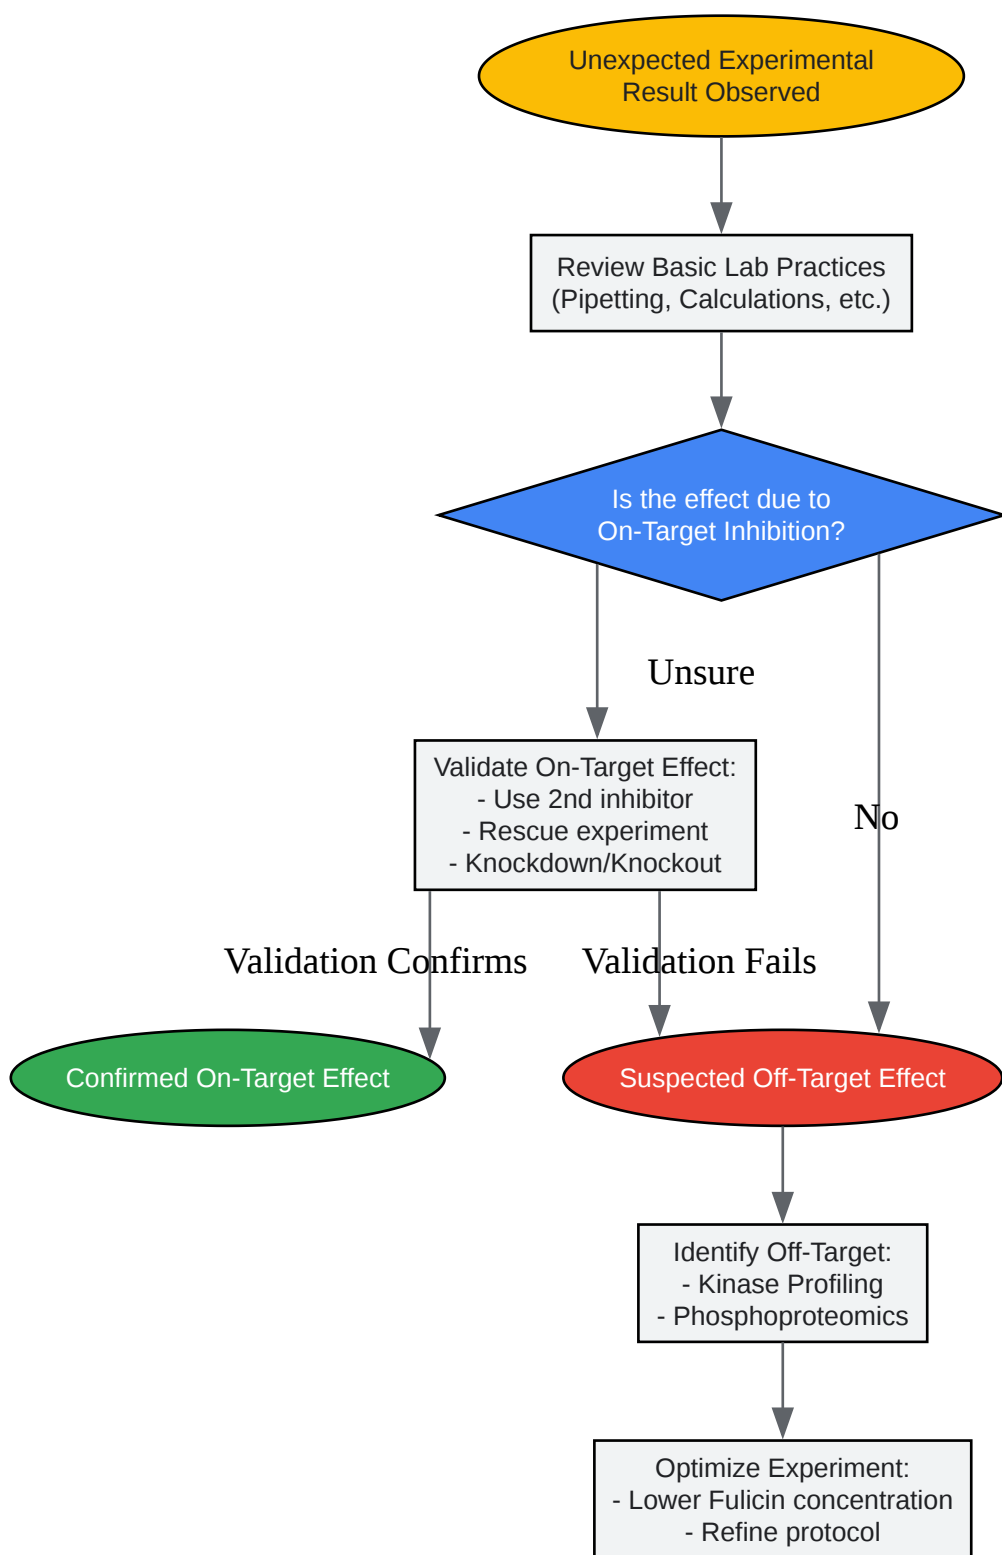 Unexpected Experimental
Result Observed
Review Basic Lab Practices
(Pipetting, Calculations, etc.)
Is the effect due to
On-Target Inhibition?
Unsure
Validate On-Target Effect:
- Use 2nd inhibitor
- Rescue experiment
- Knockdown/Knockout
No
Validation Confirms
Validation Fails
Confirmed On-Target Effect
Suspected Off-Target Effect
Identify Off-Target:
- Kinase Profiling
- Phosphoproteomics
Optimize Experiment:
- Lower Fulicin concentration
- Refine protocol